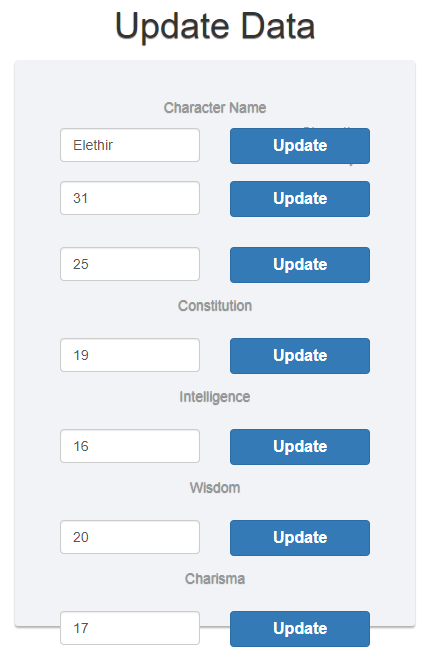 Update Data
Character Name
Elethir Update
31 Update
25 Update
Constitution
19 Update
Intelligence
16 Update
Wisdom
20 Update
Charisma
17 Update